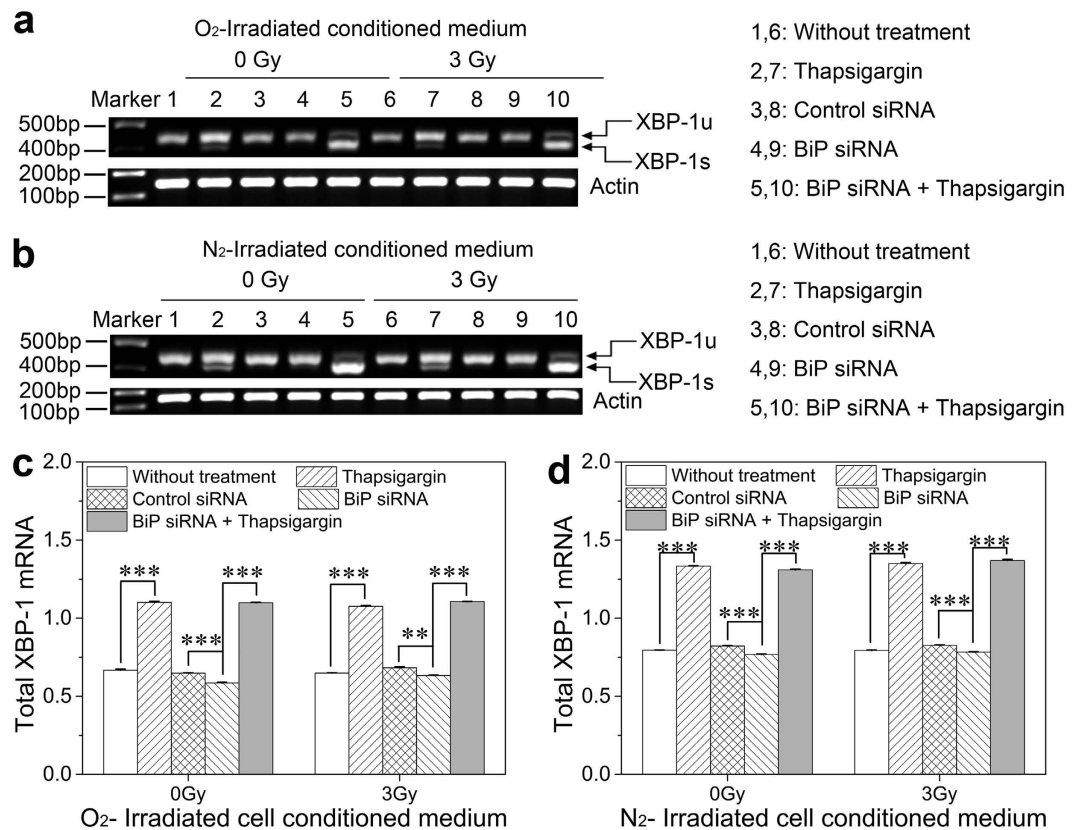 a
O2-Irradiated conditioned medium
0 Gy 3 Gy
Marker 1 2 3 4 5 6 7 8 9 10
500bp
400bp
200bp
100bp
XBP-1u
XBP-1s
Actin
1,6: Without treatment
2,7: Thapsigargin
3,8: Control siRNA
4,9: BiP siRNA
5,10: BiP siRNA + Thapsigargin
b
N2-Irradiated conditioned medium
0 Gy 3 Gy
Marker 1 2 3 4 5 6 7 8 9 10
500bp
400bp
200bp
100bp
XBP-1u
XBP-1s
Actin
1,6: Without treatment
2,7: Thapsigargin
3,8: Control siRNA
4,9: BiP siRNA
5,10: BiP siRNA + Thapsigargin
c
Total XBP-1 mRNA
2.0
1.5
1.0
0.5
0.0
Without treatment Thapsigargin
Control siRNA BiP siRNA
BiP siRNA + Thapsigargin
*** *** *** *** ** ***
0Gy 3Gy
O2- Irradiated cell conditioned medium
d
Total XBP-1 mRNA
2.0
1.5
1.0
0.5
0.0
Without treatment Thapsigargin
Control siRNA BiP siRNA
BiP siRNA + Thapsigargin
*** *** *** *** *** ***
0Gy 3Gy
N2- Irradiated cell conditioned medium